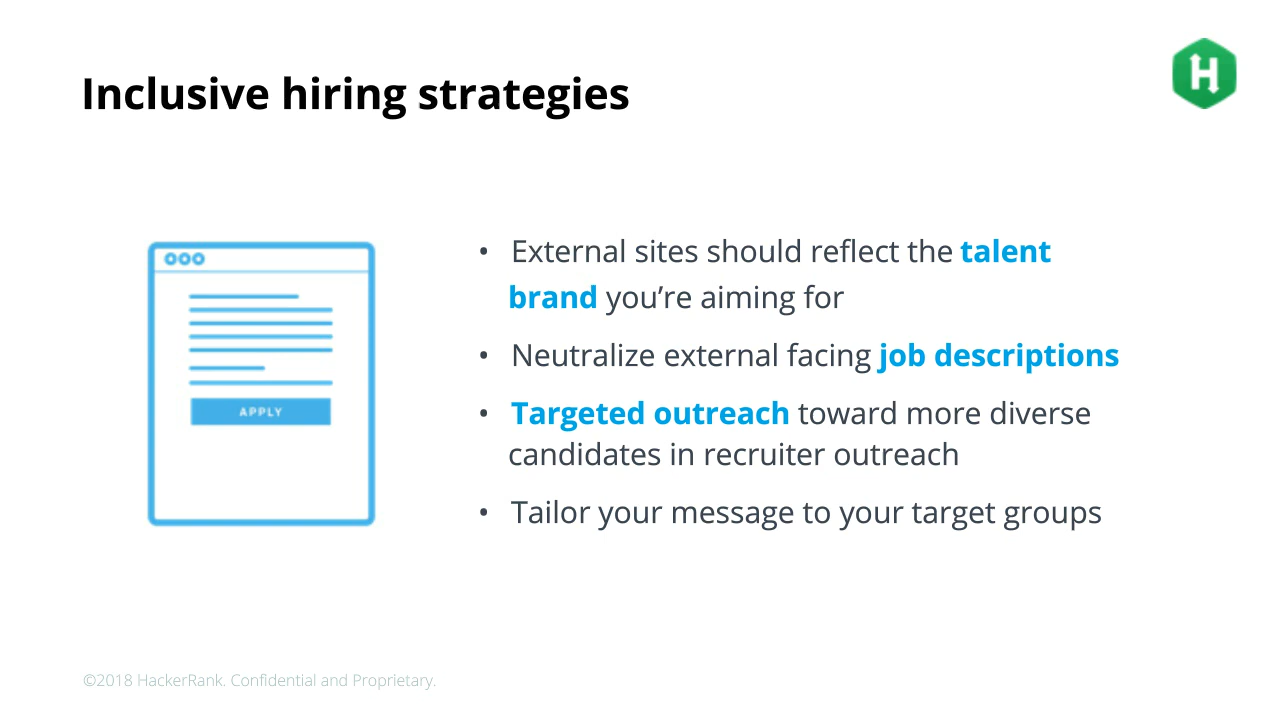 Inclusive hiring strategies
H
• External sites should reflect the talent
brand you’re aiming for
• Neutralize external facing job descriptions
• Targeted outreach toward more diverse
candidates in recruiter outreach
• Tailor your message to your target groups
APPLY
©2018 HackerRank. Confidential and Proprietary.